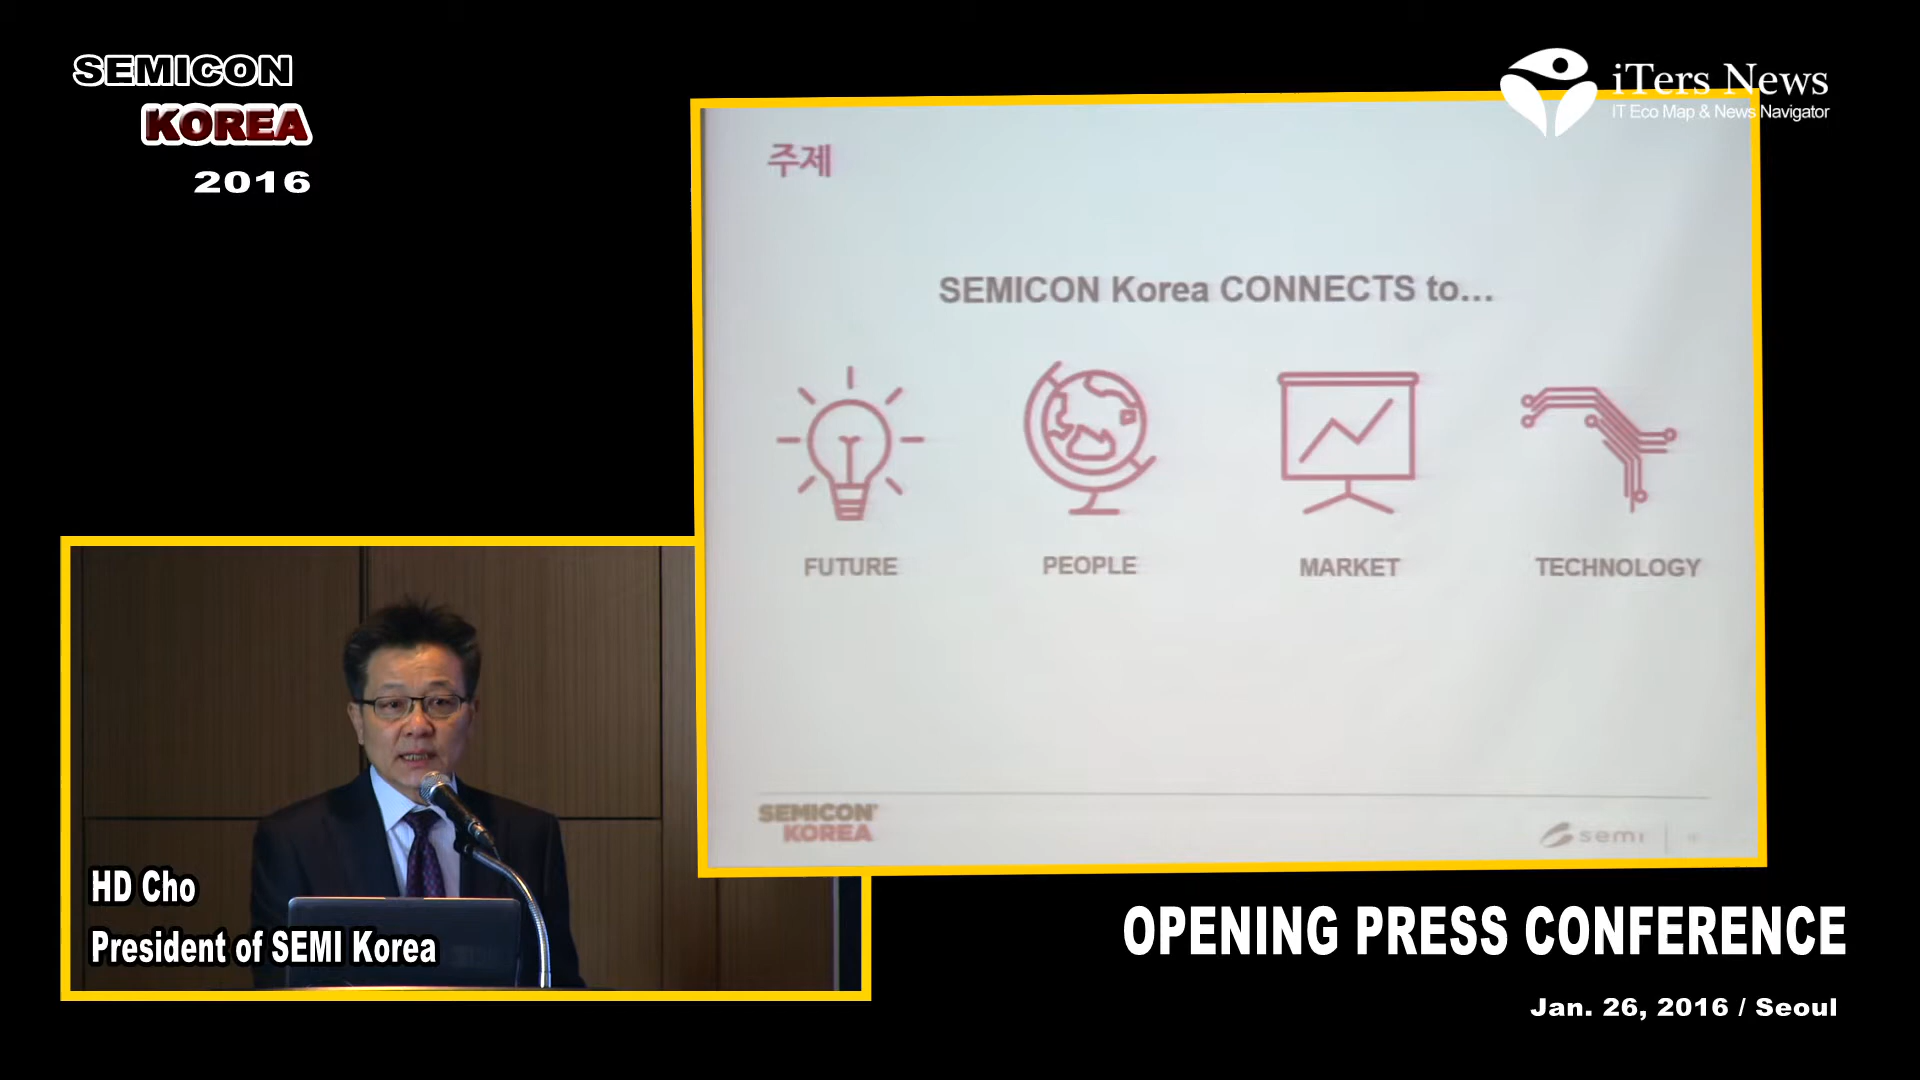 SEMICON
KOREA
2016
iTers News
IT Eco Map & News Navigator
주제
SEMICON Korea CONNECTS to...
FUTURE
PEOPLE
MARKET
TECHNOLOGY
SEMICON
KOREA
semi
HD Cho
President of SEMI Korea
OPENING PRESS CONFERENCE
Jan. 26, 2016 / Seoul